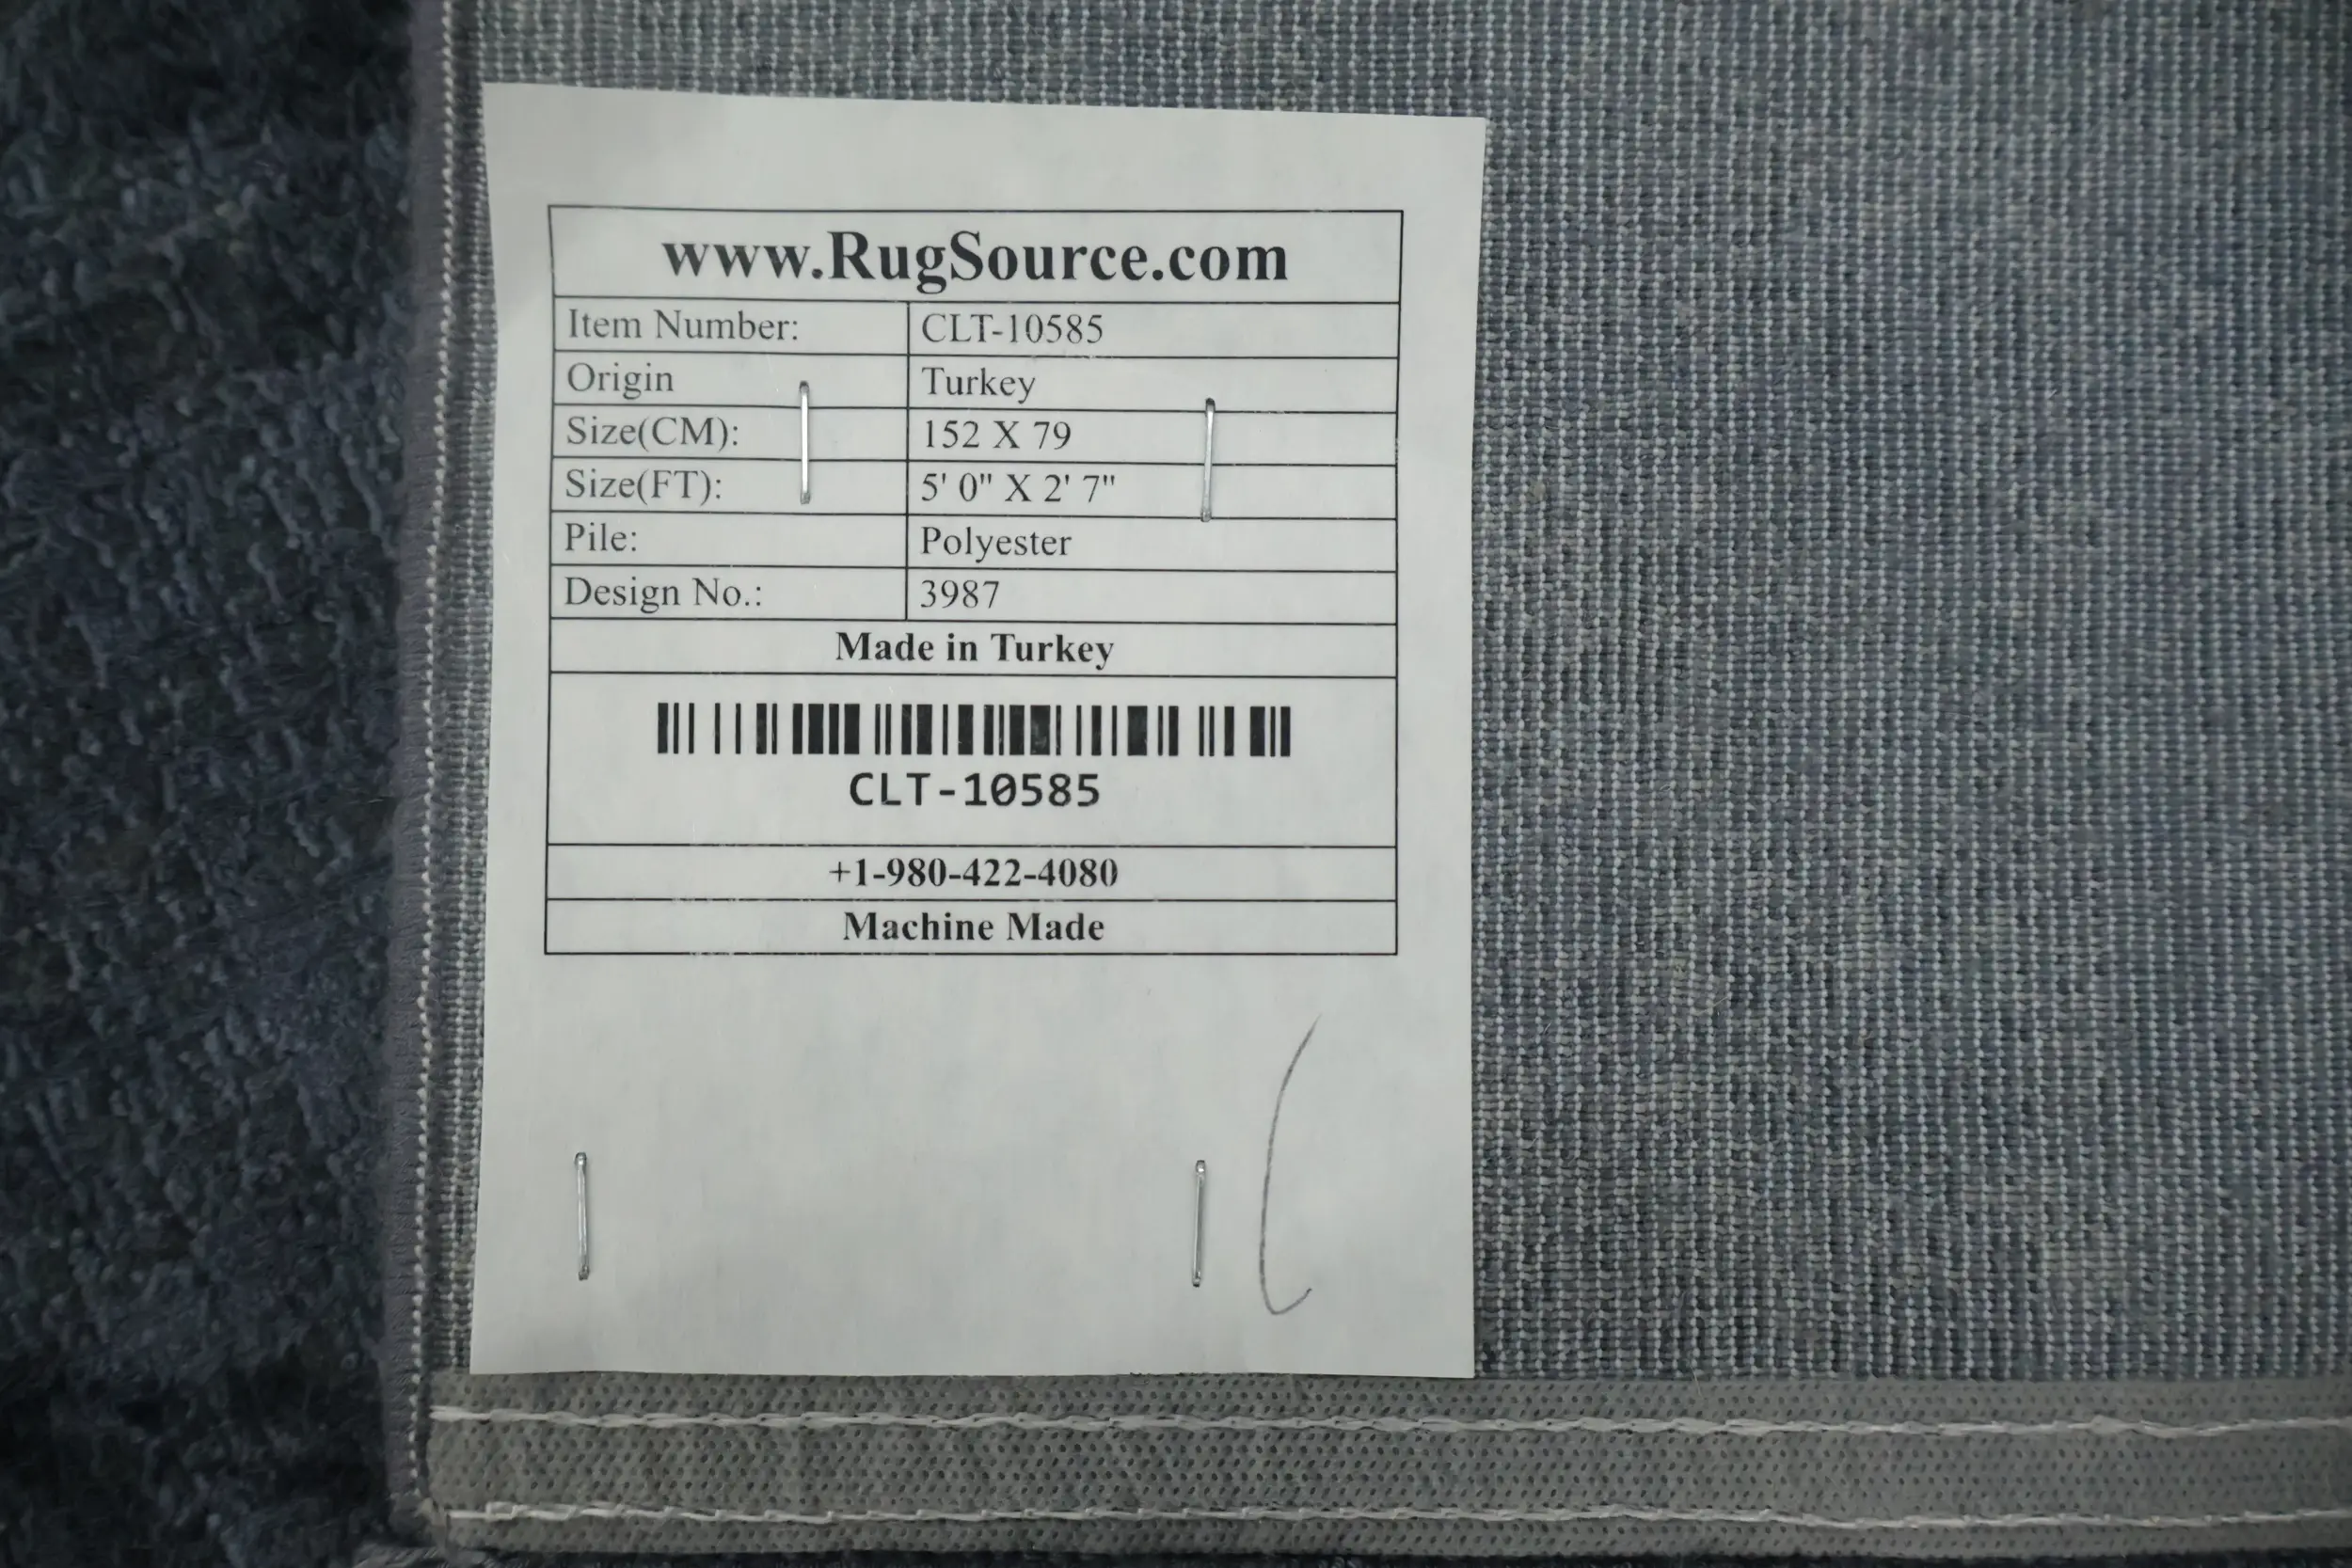 www.RugSource.com
Item Number: CLT-10585
Origin Turkey
Size(CM): 152 X 79
Size(FT): 5' 0" X 2' 7"
Pile: Polyester
Design No.: 3987
Made in Turkey
CLT-10585
+1-980-422-4080
Machine Made